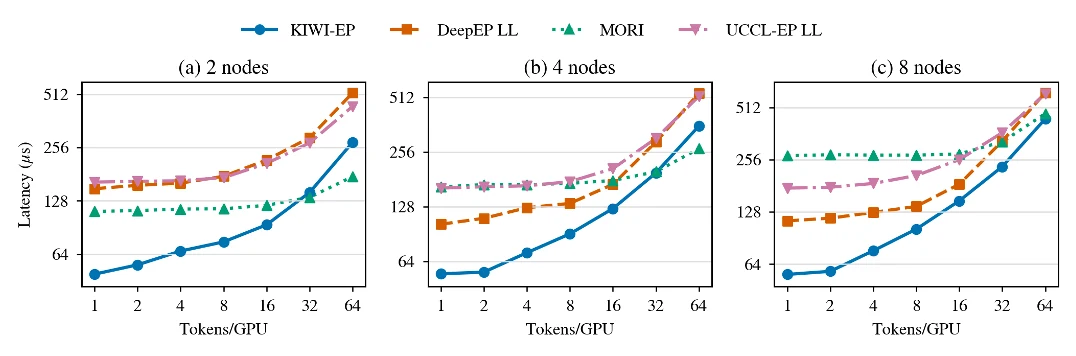 KIWI-EP DeepEP LL MORI UCCL-EP LL
(a) 2 nodes
Latency (μs)
512
256
128
64
1 2 4 8 16 32 64
Tokens/GPU
(b) 4 nodes
512
256
128
64
1 2 4 8 16 32 64
Tokens/GPU
(c) 8 nodes
512
256
128
64
1 2 4 8 16 32 64
Tokens/GPU